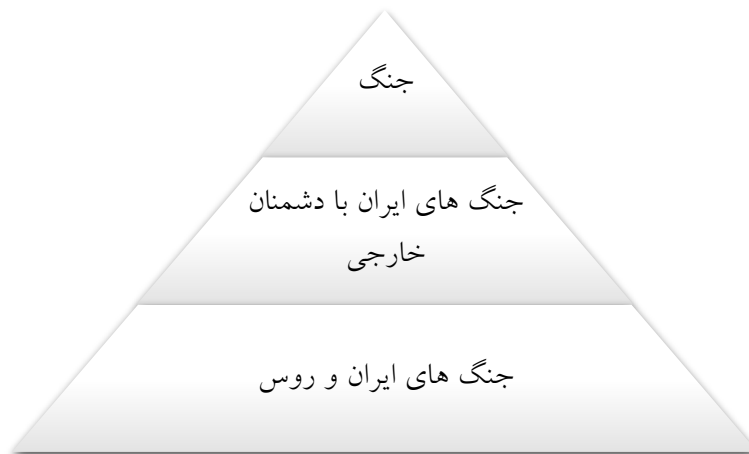 جنگ
جنگ های ایران با دشمنان
خارجی
جنگ های ایران و روس